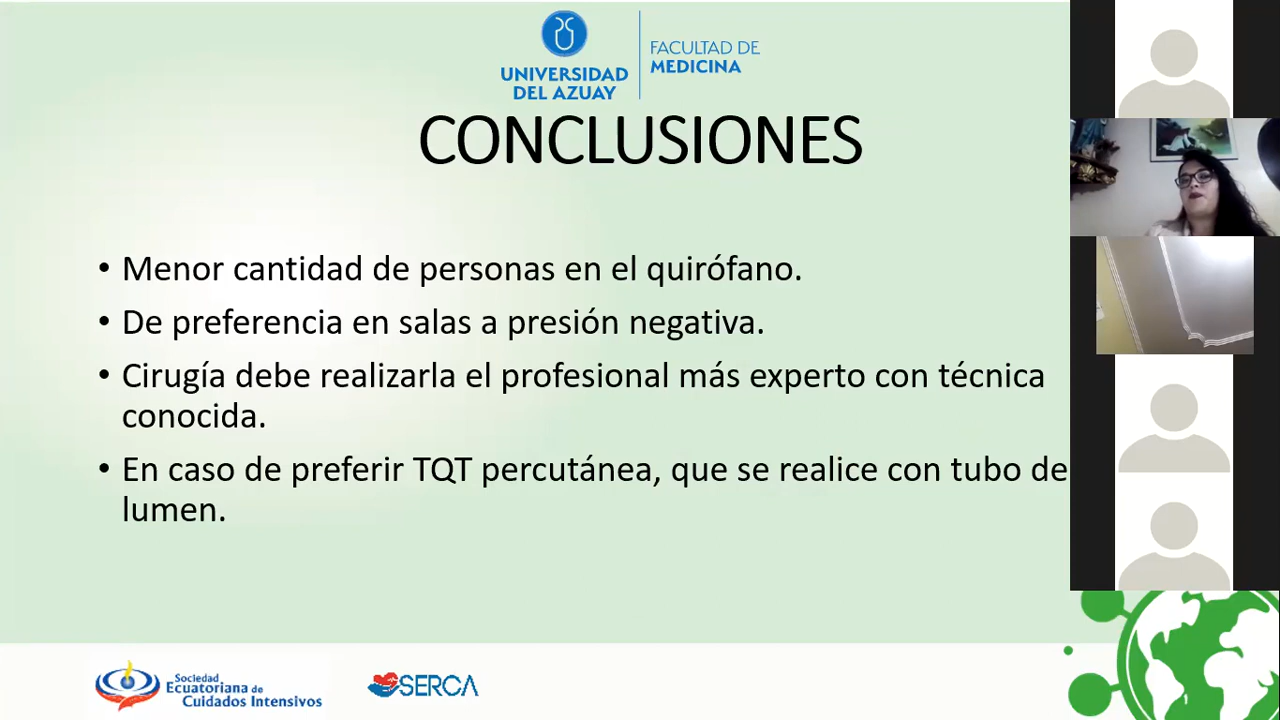 UNIVERSIDAD
DEL AZUAY
FACULTAD DE
MEDICINA
CONCLUSIONES
• Menor cantidad de personas en el quirófano.
• De preferencia en salas a presión negativa.
• Cirugía debe realizarla el profesional más experto con técnica
conocida.
• En caso de preferir TQT percutánea, que se realice con tubo de
lumen.
Sociedad
Ecuatoriana de
Cuidados Intensivos
SERCA